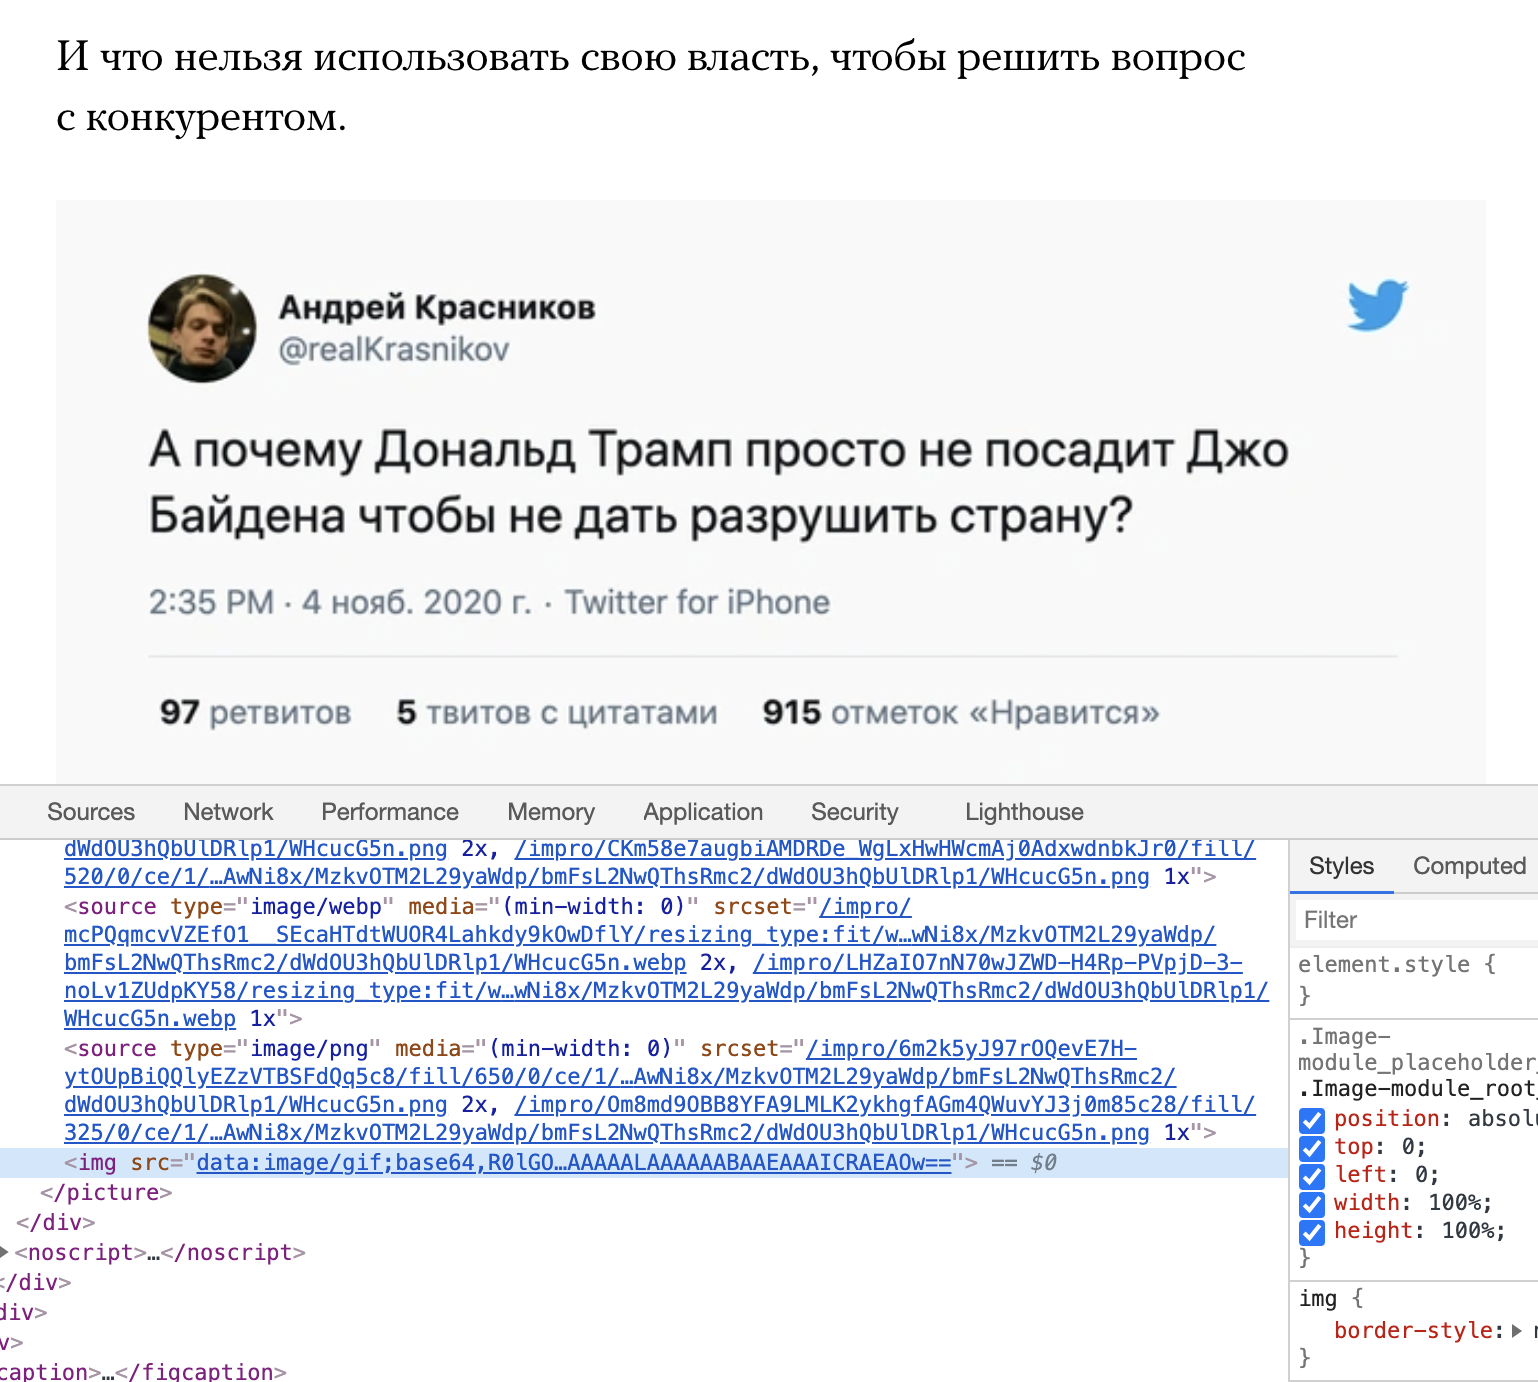 И что нельзя использовать свою власть, чтобы решить вопрос
с конкурентом.
Андрей Красников
@realKrasnikov
А почему Дональд Трамп просто не посадит Джо
Байдена чтобы не дать разрушить страну?
2:35 PM · 4 нояб. 2020 г. · Twitter for iPhone
97 ретвитов 5 твитов с цитатами 915 отметок «Нравится»
Sources Network Performance Memory Application Security Lighthouse
dWdOU3hQbUlDRlp1/WHcucG5n.png 2x, /impro/CKm58e7augbiAMDRDe_WgLxHwHWcmAj0AdxwdnbkJr0/fill/
520/0/ce/1/…AwNi8x/MzkvOTM2L29yaWdp/bmFsL2NwQThsRmc2/dWdOU3hQbUlDRlp1/WHcucG5n.png 1x">
<source type="image/webp" media="(min-width: 0)" srcset="/impro/
mcPQqmcvVZEfO1__SEcaHTdtWUOR4Lahkdy9kOwDflY/resizing_type:fit/w…wNi8x/MzkvOTM2L29yaWdp/
bmFsL2NwQThsRmc2/dWdOU3hQbUlDRlp1/WHcucG5n.webp 2x, /impro/LHZaIO7nN70wJZWD-H4Rp-PVpjD-3-
noLv1ZUdpKY58/resizing_type:fit/w…wNi8x/MzkvOTM2L29yaWdp/bmFsL2NwQThsRmc2/dWdOU3hQbUlDRlp1/
WHcucG5n.webp 1x">
<source type="image/png" media="(min-width: 0)" srcset="/impro/6m2k5yJ97rOQevE7H-
ytOUpBiQQlyEZzVTBSFdQq5c8/fill/650/0/ce/1/…AwNi8x/MzkvOTM2L29yaWdp/bmFsL2NwQThsRmc2/
dWdOU3hQbUlDRlp1/WHcucG5n.png 2x, /impro/Om8md9OBB8YFA9LMLK2ykhgfAGm4QWuvYJ3j0m85c28/fill/
325/0/ce/1/…AwNi8x/MzkvOTM2L29yaWdp/bmFsL2NwQThsRmc2/dWdOU3hQbUlDRlp1/WHcucG5n.png 1x">
<img src="data:image/gif;base64,R0lGO…AAAAALAAAAAABAAEAAAICRAEAOw=="> == $0
</picture>
</div>
<noscript>…</noscript>
</div>
div>
v>
caption>…</figcaption>
Styles Computed
Filter
element.style {
}
.Image-
module_placeholder_
.Image-module_root_
position: absolu
top: 0;
left: 0;
width: 100%;
height: 100%;
}
img {
border-style:
}